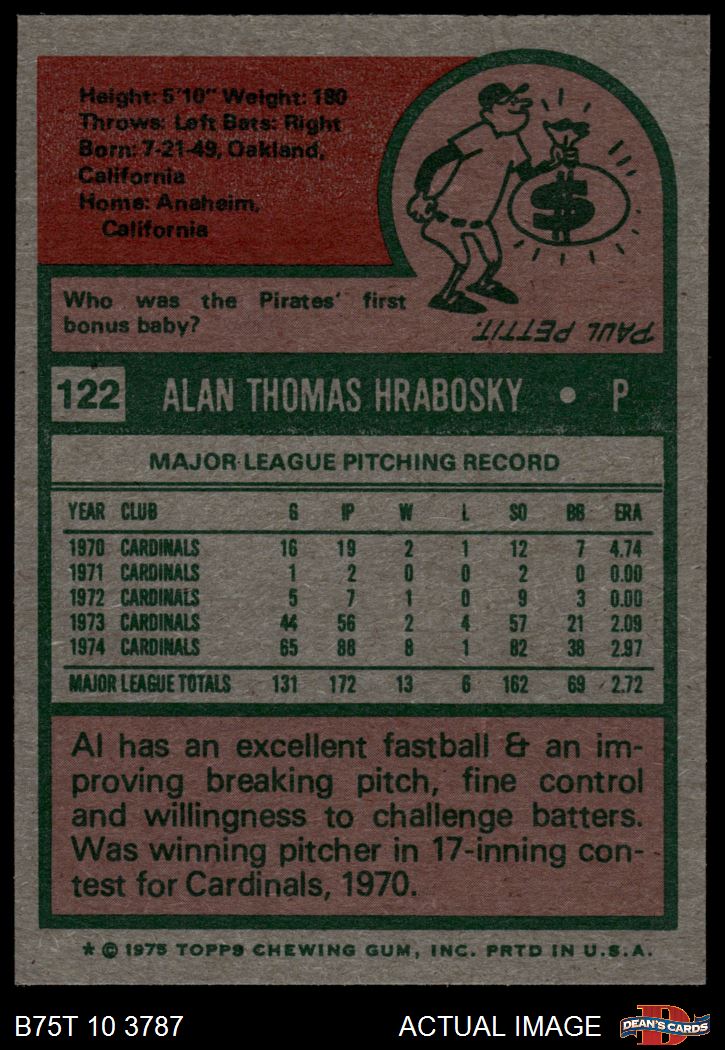 Height: 5'10" Weight: 180
Throws: Left Bats: Right
Born: 7-21-49, Oakland,
California
Home: Anaheim,
California
$
Who was the Pirates' first
bonus baby?
PAUL PETTIT.
122 ALAN THOMAS HRABOSKY • P
MAJOR LEAGUE PITCHING RECORD
YEAR CLUB G IP W L SO BB ERA
1970 CARDINALS 16 19 2 1 12 7 4.74
1971 CARDINALS 1 2 0 0 2 0 0.00
1972 CARDINALS 5 7 1 0 9 3 0.00
1973 CARDINALS 44 56 2 4 57 21 2.09
1974 CARDINALS 65 88 8 1 82 38 2.97
MAJOR LEAGUE TOTALS 131 172 13 6 162 69 2.72
Al has an excellent fastball & an im-
proving breaking pitch, fine control
and willingness to challenge batters.
Was winning pitcher in 17-inning con-
test for Cardinals, 1970.
* © 1975 TOPPS CHEWING GUM, INC. PRTD IN U.S.A.
B75T 10 3787 ACTUAL IMAGE DEAN'S CARDS